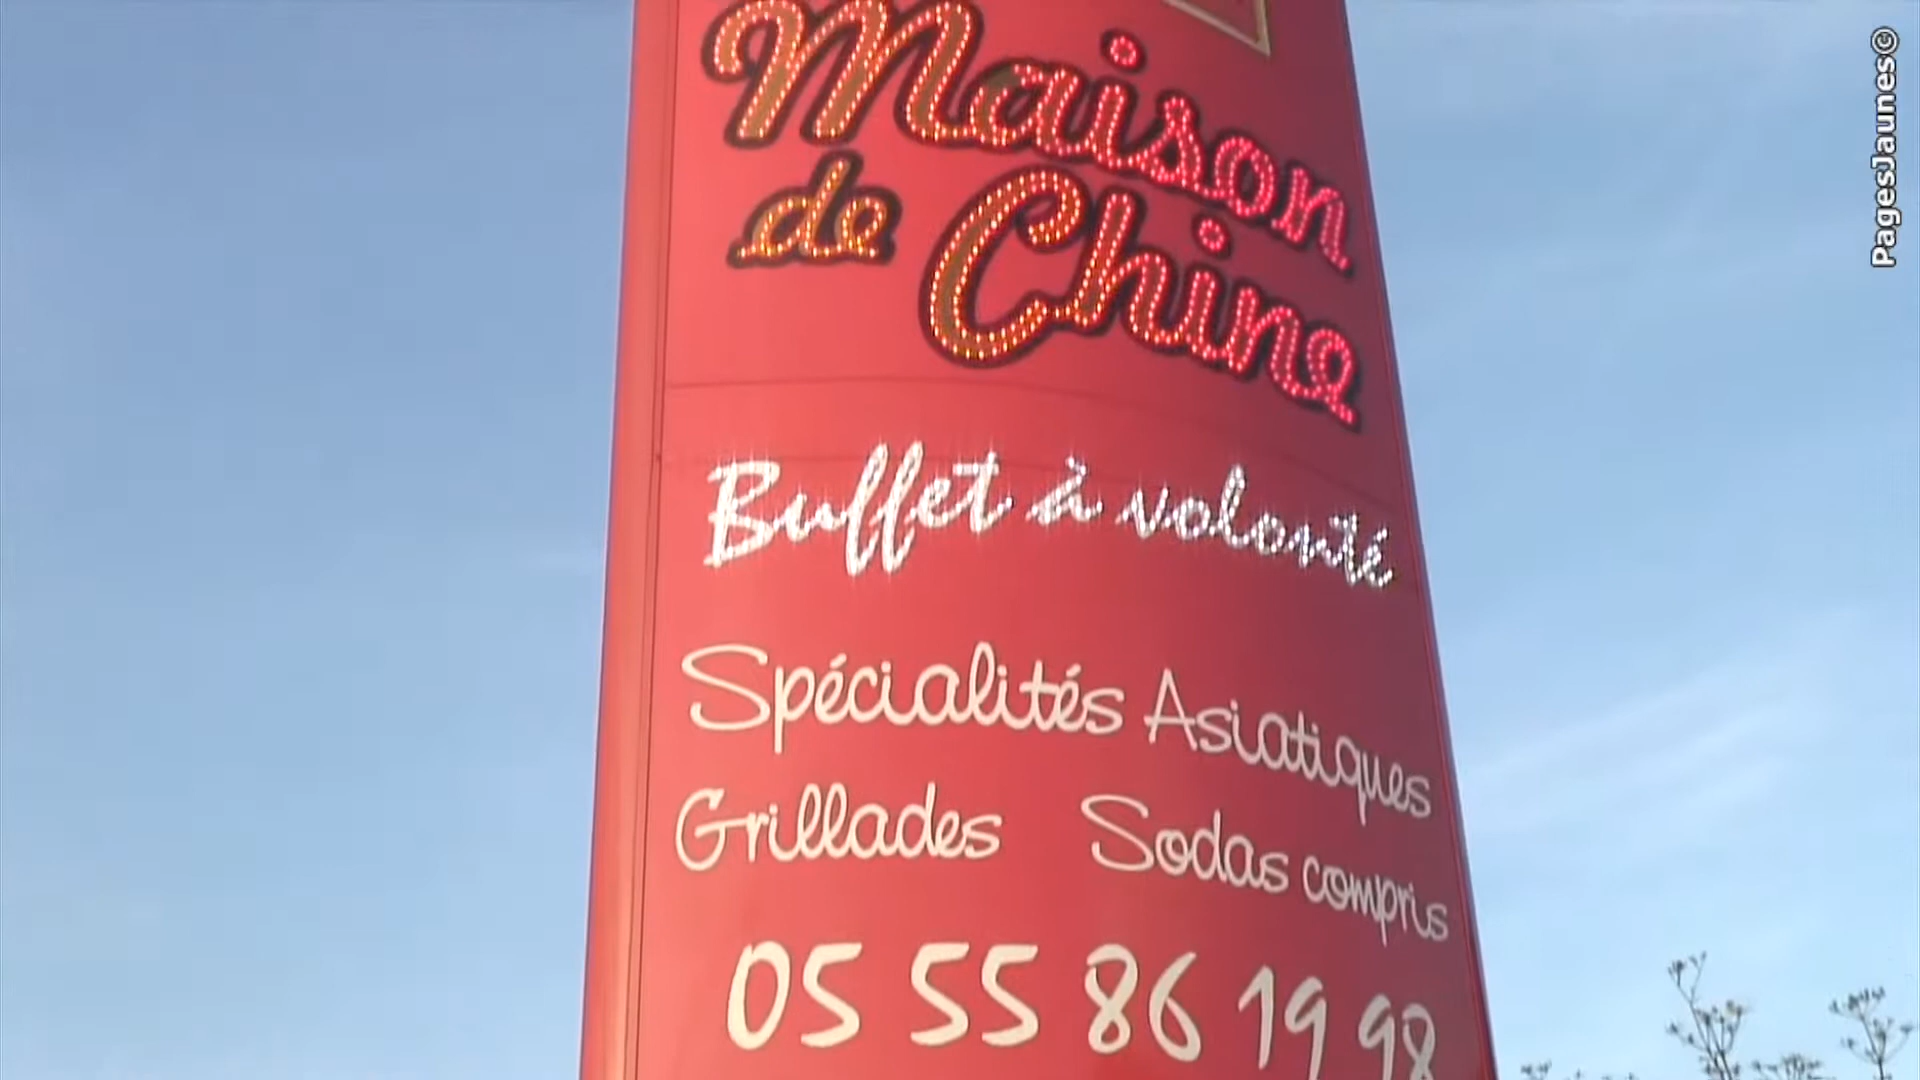 Maison
de Chine
Buffet à volonté
Spécialités Asiatiques
Grillades Sodas compris
05 55 86 19 98
PagesJaunes©